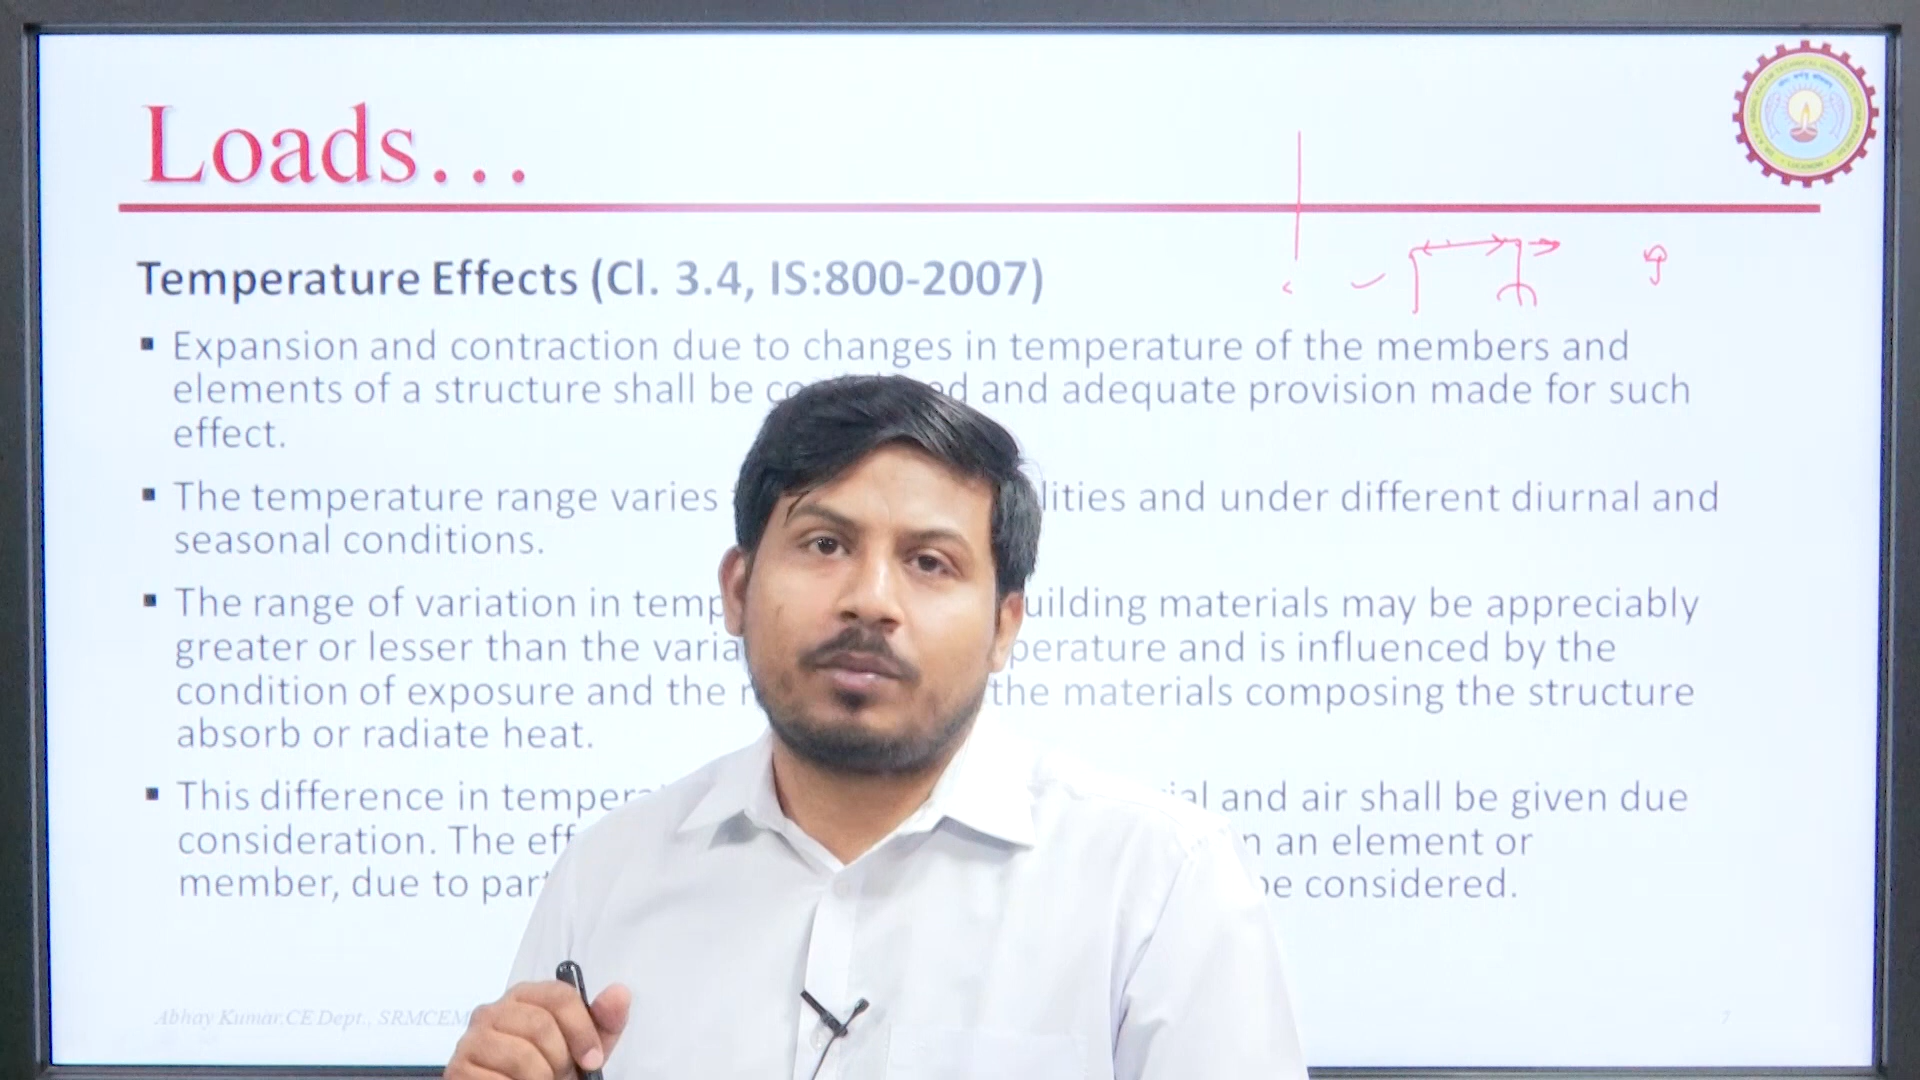 Loads...
Temperature Effects (Cl. 3.4, IS:800-2007)
▪ Expansion and contraction due to changes in temperature of the members and
elements of a structure shall be and adequate provision made for such
effect.
▪ The temperature range varies and under different diurnal and
seasonal conditions.
▪ The range of variation in materials may be appreciably
greater or lesser than the and is influenced by the
condition of exposure and the the materials composing the structure
absorb or radiate heat.
▪ This difference in and air shall be given due
consideration. The an element or
member, due to be considered.
Abhay Kumar.CE Dept., SRMCEM
7